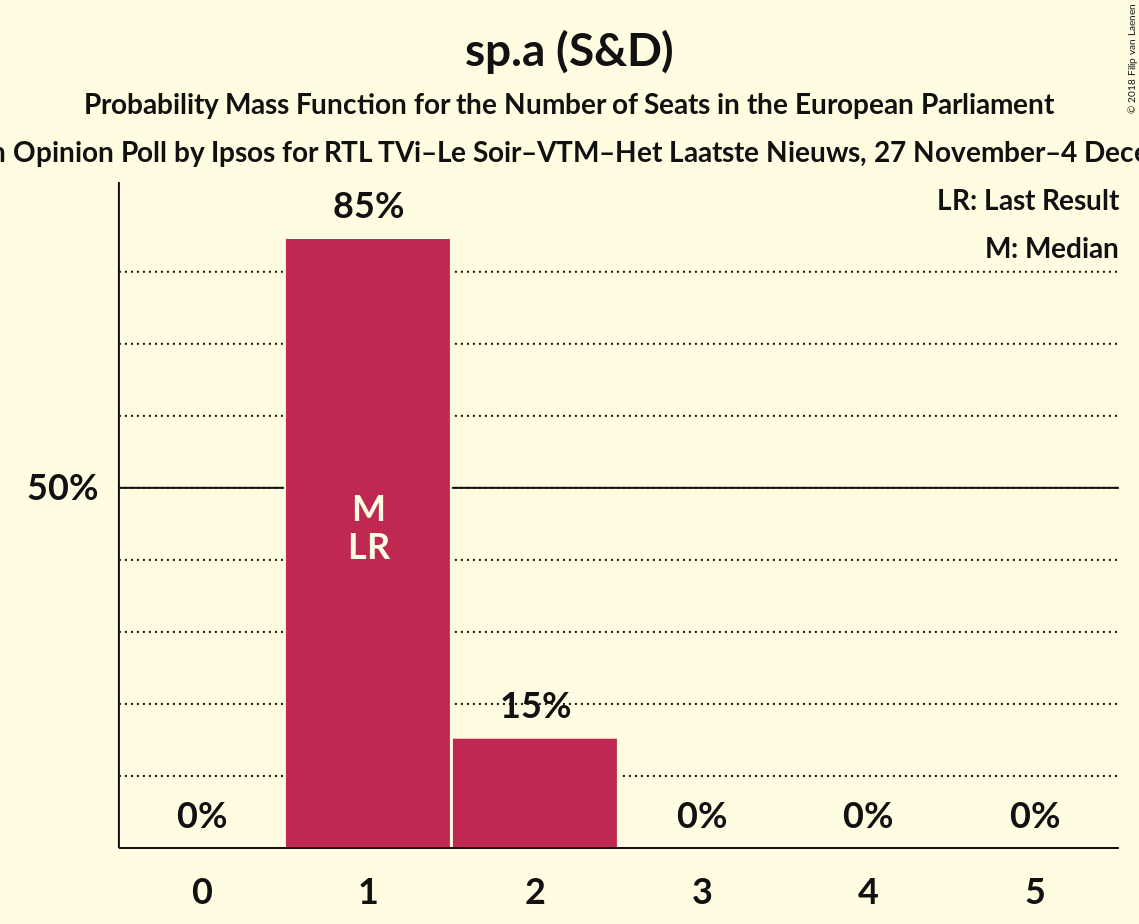 sp.a (S&D)
Probability Mass Function for the Number of Seats in the European Parliament
Opinion Poll by Ipsos for RTL TVi–Le Soir–VTM–Het Laatste Nieuws, 27 November–4
© 2018 Filip van Laenen
LR: Last Result
M: Median
85%
50%
M
LR
15%
0%
0%
0%
0%
0
1
2
3
4
5